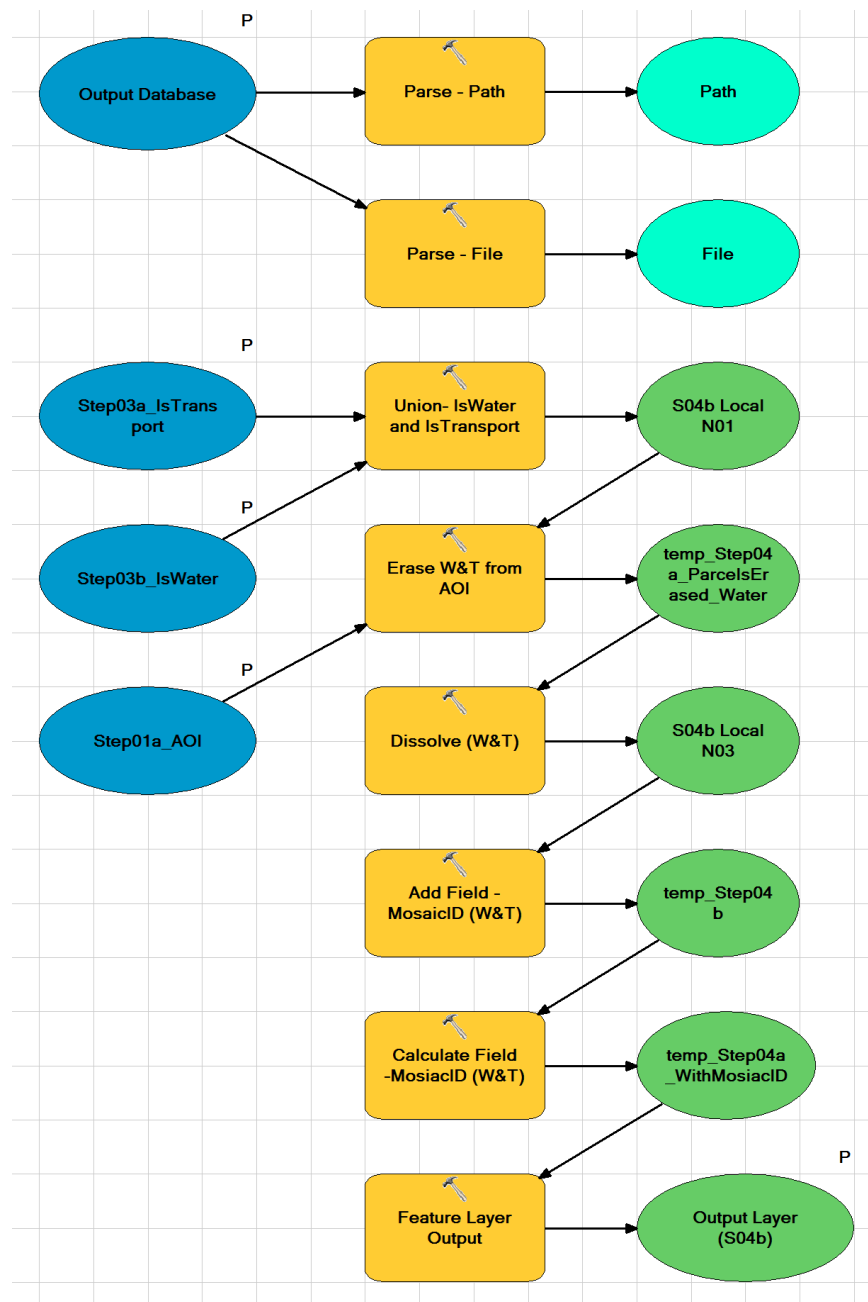 P
Output Database
Parse - Path
Path
Parse - File
File
P
Step03a_IsTrans
port
Union- IsWater
and IsTransport
S04b Local
N01
P
Step03b_IsWater
Erase W&T from
AOI
temp_Step04
a_ParcelsEr
ased_Water
P
Step01a_AOI
Dissolve (W&T)
S04b Local
N03
Add Field -
MosaicID (W&T)
temp_Step04
b
Calculate Field
-MosiacID (W&T)
temp_Step04a
_WithMosiacID
P
Feature Layer
Output
Output Layer
(S04b)